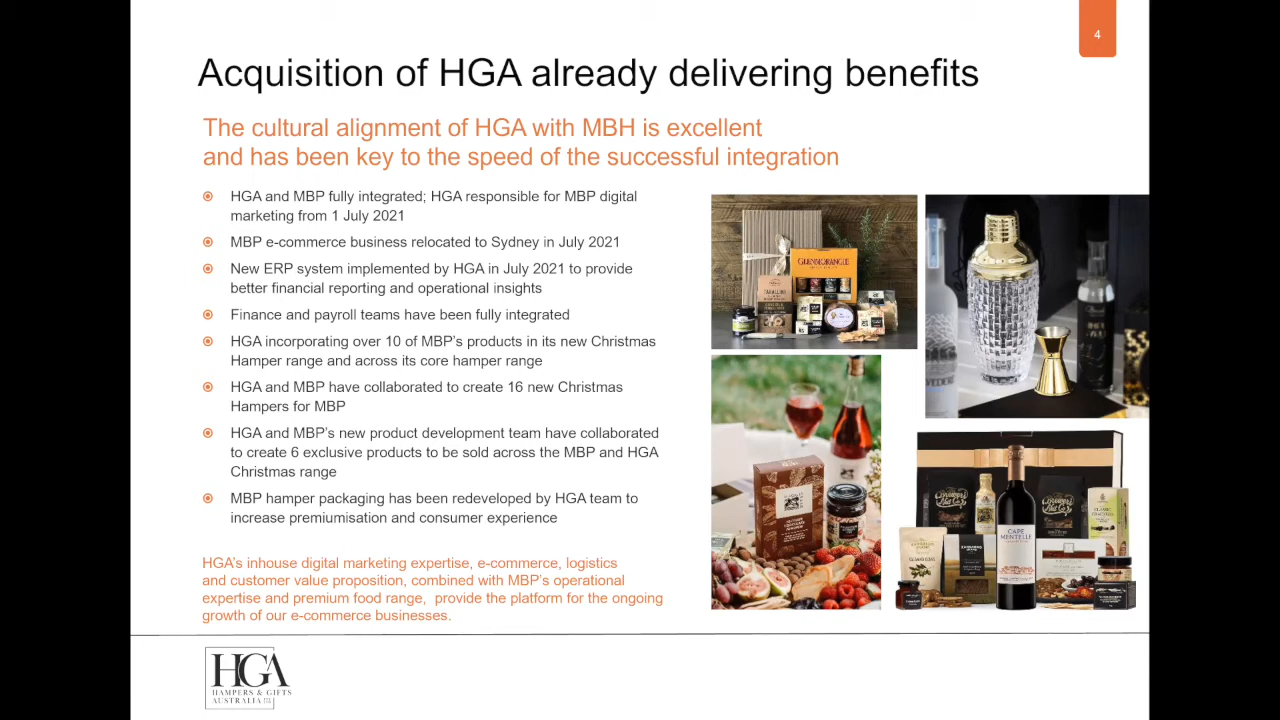 4
Acquisition of HGA already delivering benefits
The cultural alignment of HGA with MBH is excellent
and has been key to the speed of the successful integration
HGA and MBP fully integrated; HGA responsible for MBP digital
marketing from 1 July 2021
MBP e-commerce business relocated to Sydney in July 2021
New ERP system implemented by HGA in July 2021 to provide
better financial reporting and operational insights
Finance and payroll teams have been fully integrated
HGA incorporating over 10 of MBP's products in its new Christmas
Hamper range and across its core hamper range
HGA and MBP have collaborated to create 16 new Christmas
Hampers for MBP
HGA and MBP's new product development team have collaborated
to create 6 exclusive products to be sold across the MBP and HGA
Christmas range
MBP hamper packaging has been redeveloped by HGA team to
increase premiumisation and consumer experience
HGA's inhouse digital marketing expertise, e-commerce, logistics
and customer value proposition, combined with MBP's operational
expertise and premium food range,  provide the platform for the ongoing
growth of our e-commerce businesses.
GLENMORANGIE
CAPE
MENTELLE
HGA
HAMPERS & GIFTS
AUSTRALIA